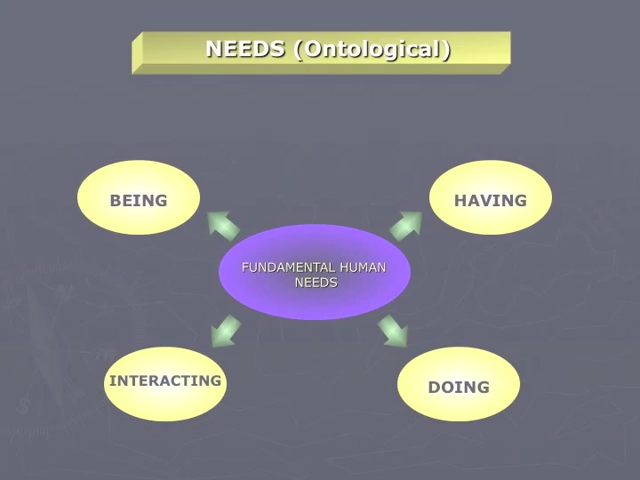 NEEDS (Ontological)
BEING
HAVING
FUNDAMENTAL HUMAN
NEEDS
INTERACTING
DOING